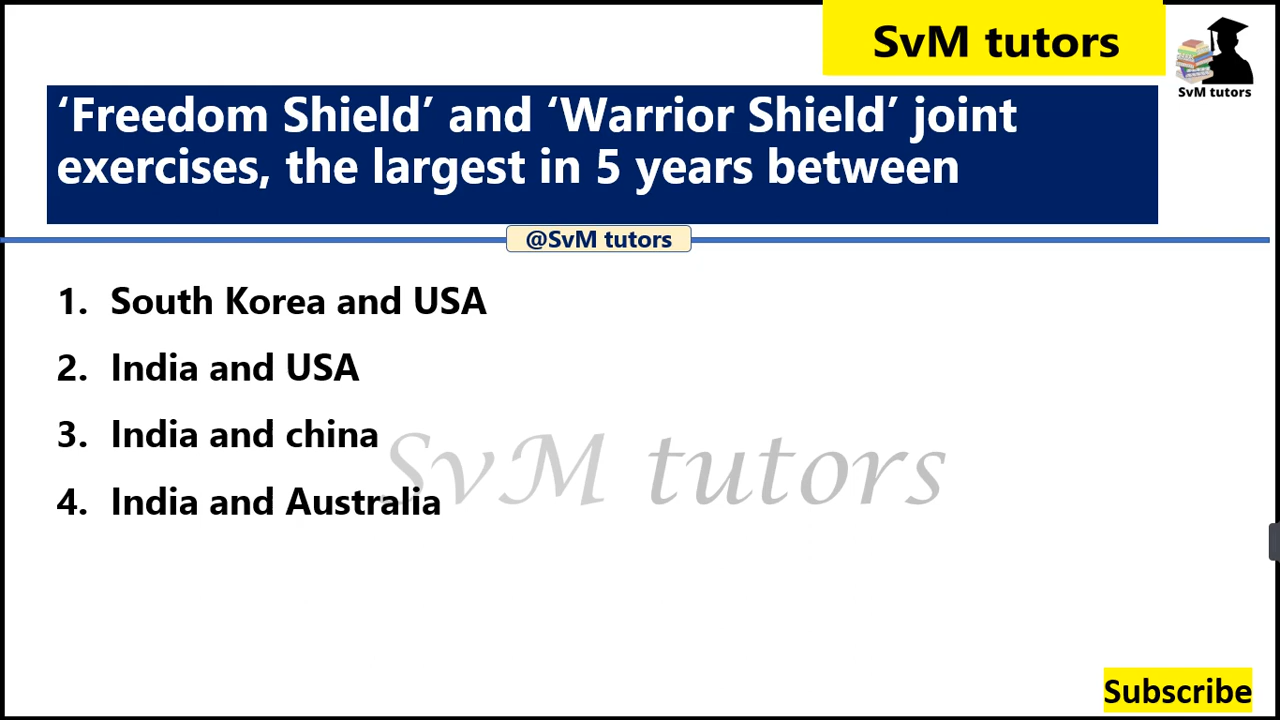 SvM tutors
SvM tutors
‘Freedom Shield’ and ‘Warrior Shield’ joint
exercises, the largest in 5 years between
@SvM tutors
1. South Korea and USA
2. India and USA
3. India and china
SvM tutors
4. India and Australia
Subscribe